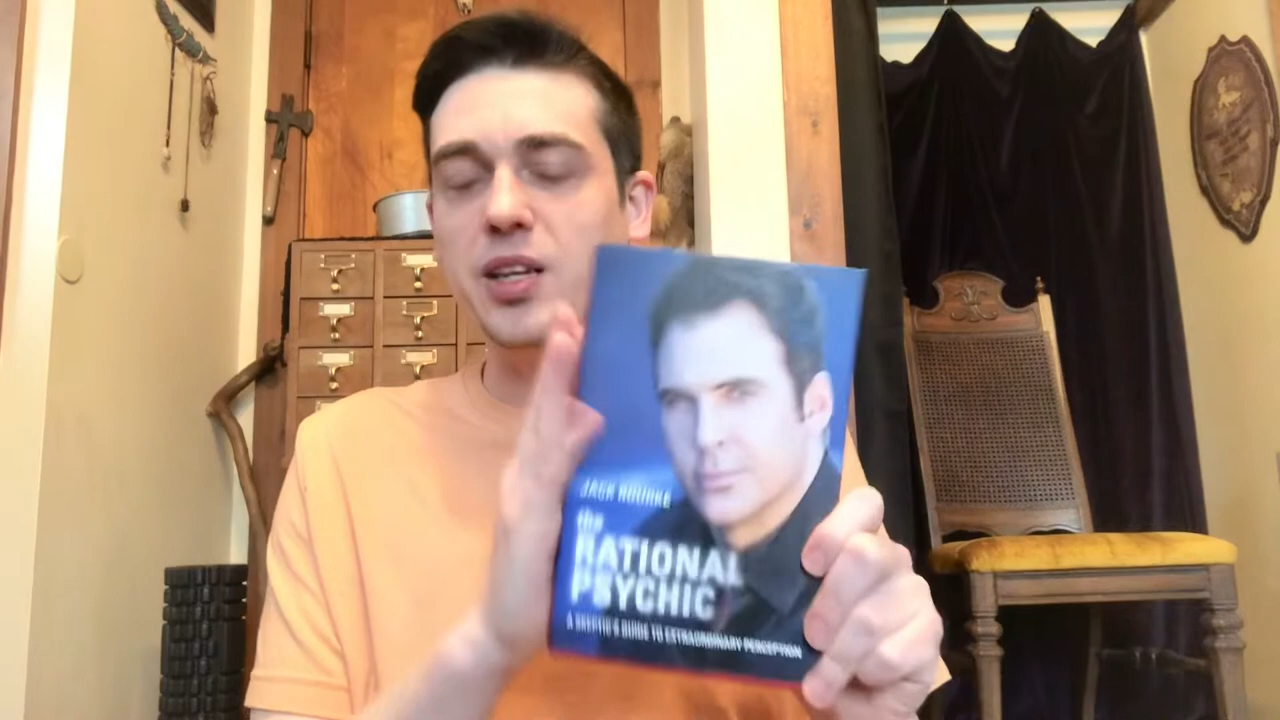 JACK ROURKE
the
RATIONAL
PSYCHIC
A SKEPTIC'S GUIDE TO EXTRAORDINARY PERCEPTION